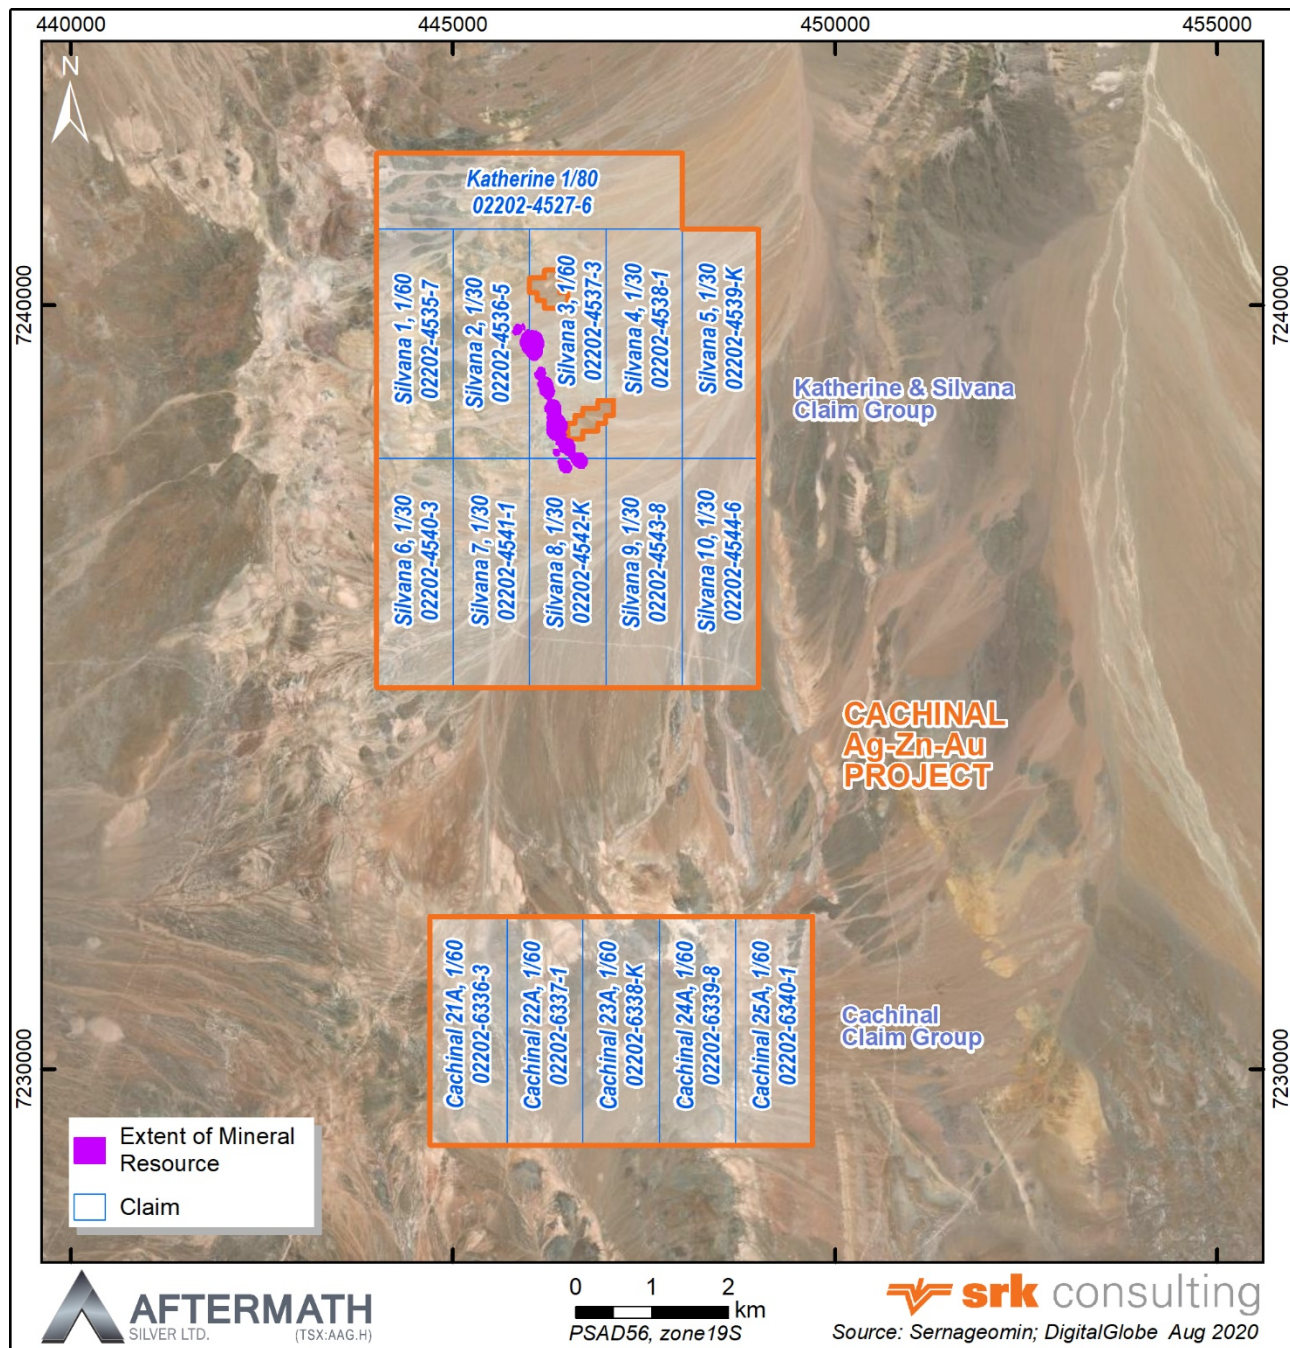 440000
445000
450000
455000
N
Katherine 1/80
02202-4527-6
7240000
Silvana 1, 1/60
02202-4535-7
Silvana 2, 1/30
02202-4536-5
Silvana 3, 1/60
02202-4537-3
Silvana 4, 1/30
02202-4538-1
Silvana 5, 1/30
02202-4539-K
7240000
Katherine & Silvana
Claim Group
Silvana 6, 1/30
02202-4540-3
Silvana 7, 1/30
02202-4541-1
Silvana 8, 1/30
02202-4542-K
Silvana 9, 1/30
02202-4543-8
Silvana 10, 1/30
02202-4544-6
CACHINAL
Ag-Zn-Au
PROJECT
Cachinal 21A, 1/60
02202-6336-3
Cachinal 22A, 1/60
02202-6337-1
Cachinal 23A, 1/60
02202-6338-K
Cachinal 24A, 1/60
02202-6339-8
Cachinal 25A, 1/60
02202-6340-1
Cachinal
Claim Group
7230000
7230000
Extent of Mineral
Resource
Claim
AFTERMATH
SILVER LTD.
(TSX:AAG.H)
0 1 2
km
PSAD56, zone19S
srk consulting
Source: Sernageomin; DigitalGlobe Aug 2020